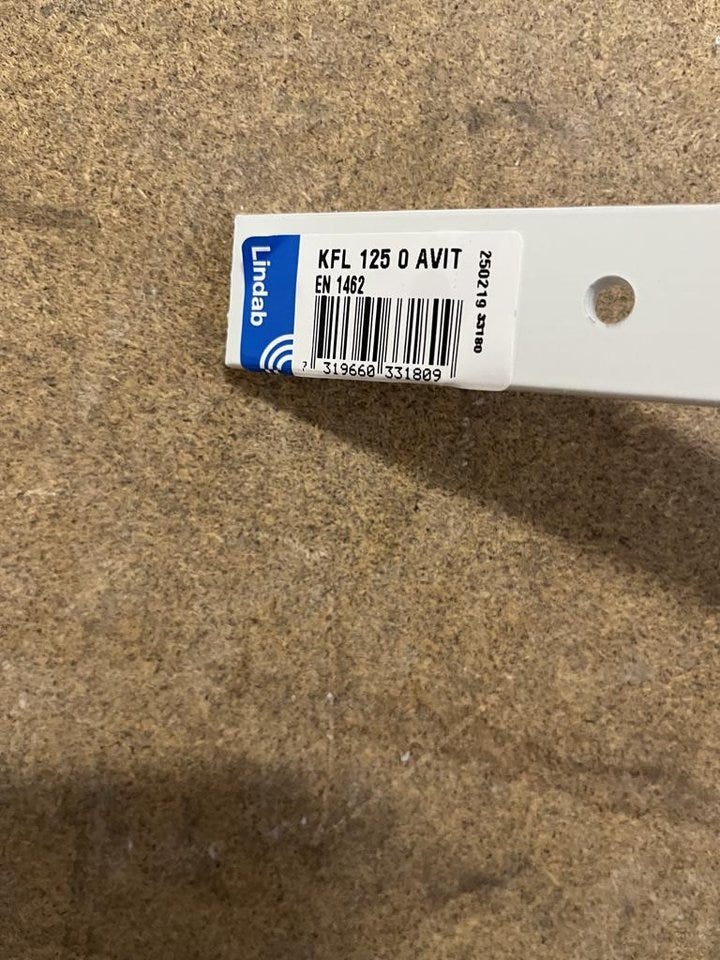 Lindab
KFL 125 0 AVIT
EN 1462
7 319660 331809
250219 33180